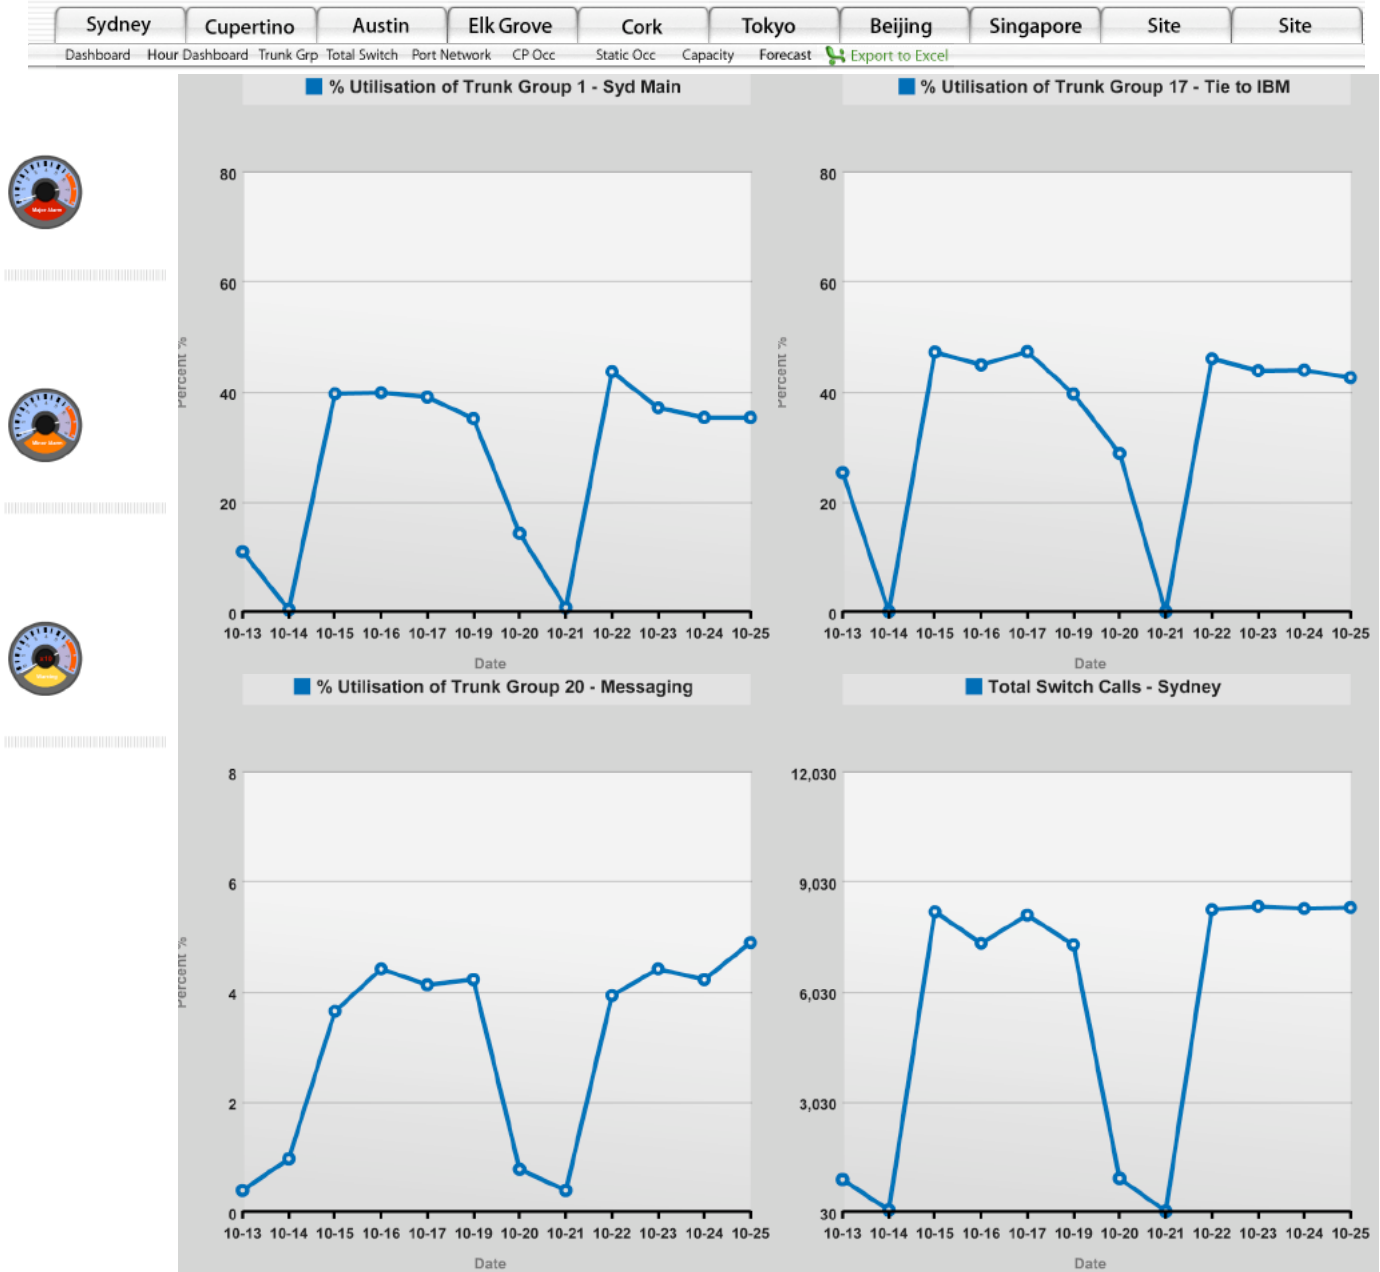 Sydney Cupertino Austin Elk Grove Cork Tokyo Beijing Singapore Site Site
Dashboard Hour Dashboard Trunk Grp Total Switch Port Network CP Occ Static Occ Capacity Forecast Export to Excel
% Utilisation of Trunk Group 1 - Syd Main
80
60
40
20
0
Percent %
10-13 10-14 10-15 10-16 10-17 10-19 10-20 10-21 10-22 10-23 10-24 10-25
Date
% Utilisation of Trunk Group 17 - Tie to IBM
80
60
40
20
0
Percent %
10-13 10-14 10-15 10-16 10-17 10-19 10-20 10-21 10-22 10-23 10-24 10-25
Date
Major Alarm
Minor Alarm
Warning
% Utilisation of Trunk Group 20 - Messaging
8
6
4
2
0
Percent %
10-13 10-14 10-15 10-16 10-17 10-19 10-20 10-21 10-22 10-23 10-24 10-25
Date
Total Switch Calls - Sydney
12,030
9,030
6,030
3,030
30
10-13 10-14 10-15 10-16 10-17 10-19 10-20 10-21 10-22 10-23 10-24 10-25
Date